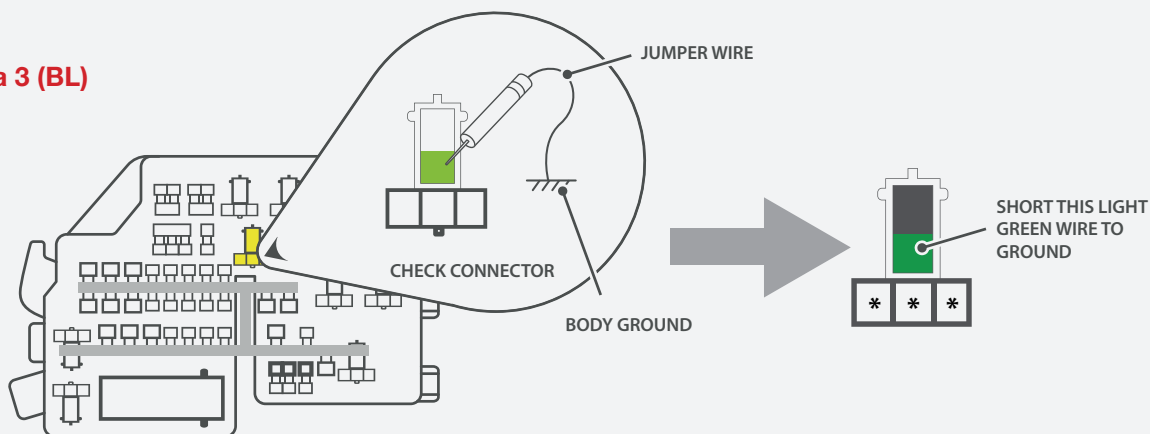 a 3 (BL)
JUMPER WIRE
CHECK CONNECTOR
BODY GROUND
SHORT THIS LIGHT
GREEN WIRE TO
GROUND
* * *